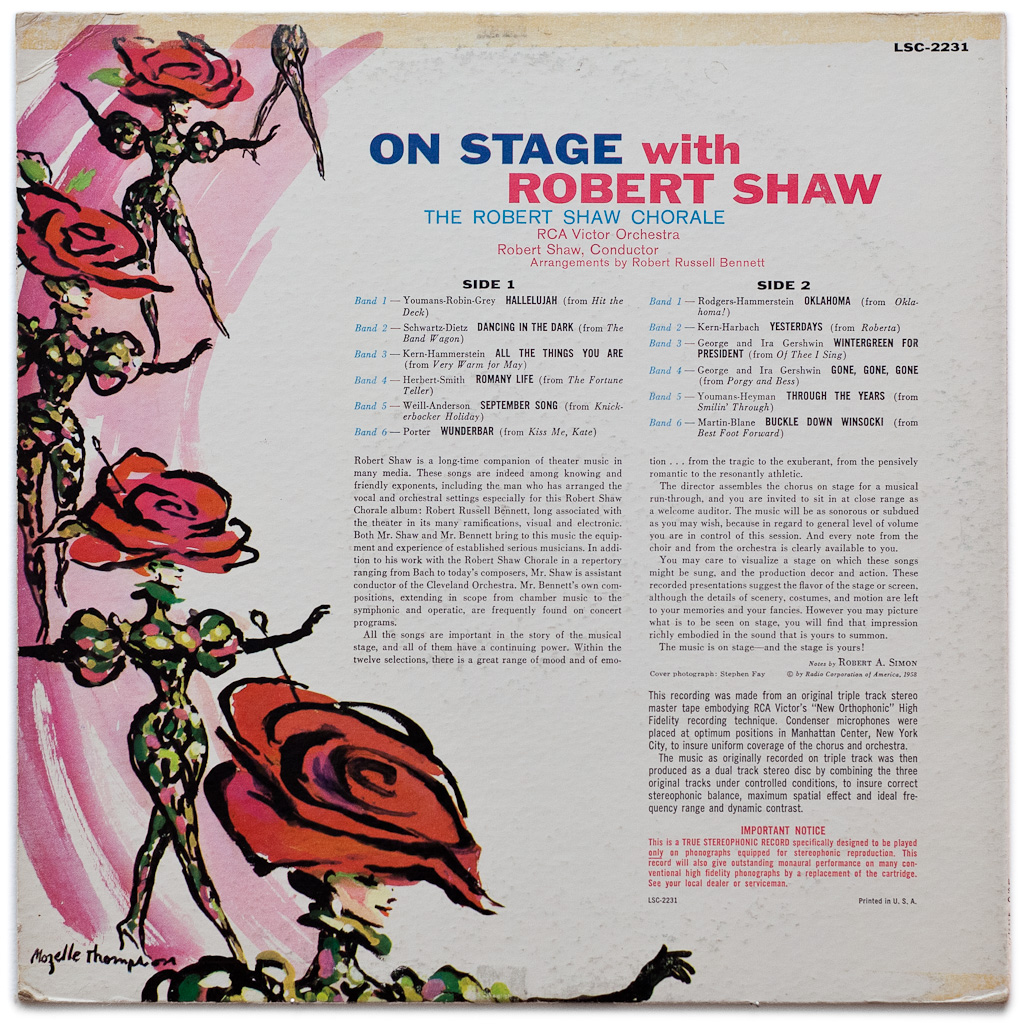 LSC-2231
ON STAGE with
ROBERT SHAW
THE ROBERT SHAW CHORALE
RCA Victor Orchestra
Robert Shaw, Conductor
Arrangements by Robert Russell Bennett
SIDE 1
Band 1 — Youmans-Robin-Grey HALLELUJAH (from Hit the
Deck)
Band 2 — Schwartz-Dietz DANCING IN THE DARK (from The
Band Wagon)
Band 3 — Kern-Hammerstein ALL THE THINGS YOU ARE
(from Very Warm for May)
Band 4 — Herbert-Smith ROMANY LIFE (from The Fortune
Teller)
Band 5 — Weill-Anderson SEPTEMBER SONG (from Knick-
erbocker Holiday)
Band 6 — Porter WUNDERBAR (from Kiss Me, Kate)
SIDE 2
Band 1 — Rodgers-Hammerstein OKLAHOMA (from Okla-
homa!)
Band 2 — Kern-Harbach YESTERDAYS (from Roberta)
Band 3 — George and Ira Gershwin WINTERGREEN FOR
PRESIDENT (from Of Thee I Sing)
Band 4 — George and Ira Gershwin GONE, GONE, GONE
(from Porgy and Bess)
Band 5 — Youmans-Heyman THROUGH THE YEARS (from
Smilin' Through)
Band 6 — Martin-Blane BUCKLE DOWN WINSOCKI (from
Best Foot Forward)
Robert Shaw is a long-time companion of theater music in
many media. These songs are indeed among knowing and
friendly exponents, including the man who has arranged the
vocal and orchestral settings especially for this Robert Shaw
Chorale album: Robert Russell Bennett, long associated with
the theater in its many ramifications, visual and electronic.
Both Mr. Shaw and Mr. Bennett bring to this music the equip-
ment and experience of established serious musicians. In addi-
tion to his work with the Robert Shaw Chorale in a repertory
ranging from Bach to today's composers, Mr. Shaw is assistant
conductor of the Cleveland Orchestra. Mr. Bennett's own com-
positions, extending in scope from chamber music to the
symphonic and operatic, are frequently found on concert
programs.
All the songs are important in the story of the musical
stage, and all of them have a continuing power. Within the
twelve selections, there is a great range of mood and of emo-
tion . . . from the tragic to the exuberant, from the pensively
romantic to the resonantly athletic.
The director assembles the chorus on stage for a musical
run-through, and you are invited to sit in at close range as
a welcome auditor. The music will be as sonorous or subdued
as you may wish, because in regard to general level of volume
you are in control of this session. And every note from the
choir and from the orchestra is clearly available to you.
You may care to visualize a stage on which these songs
might be sung, and the production decor and action. These
recorded presentations suggest the flavor of the stage or screen,
although the details of scenery, costumes, and motion are left
to your memories and your fancies. However you may picture
what is to be seen on stage, you will find that impression
richly embodied in the sound that is yours to summon.
The music is on stage—and the stage is yours!
Notes by ROBERT A. SIMON
Cover photograph: Stephen Fay © by Radio Corporation of America, 1958
This recording was made from an original triple track stereo
master tape embodying RCA Victor's "New Orthophonic" High
Fidelity recording technique. Condenser microphones were
placed at optimum positions in Manhattan Center, New York
City, to insure uniform coverage of the chorus and orchestra.
The music as originally recorded on triple track was then
produced as a dual track stereo disc by combining the three
original tracks under controlled conditions, to insure correct
stereophonic balance, maximum spatial effect and ideal fre-
quency range and dynamic contrast.
IMPORTANT NOTICE
This is a TRUE STEREOPHONIC RECORD specifically designed to be played
only on phonographs equipped for stereophonic reproduction. This
record will also give outstanding monaural performance on many con-
ventional high fidelity phonographs by a replacement of the cartridge.
See your local dealer or serviceman.
LSC-2231 Printed in U. S. A.
Mozelle Thompson